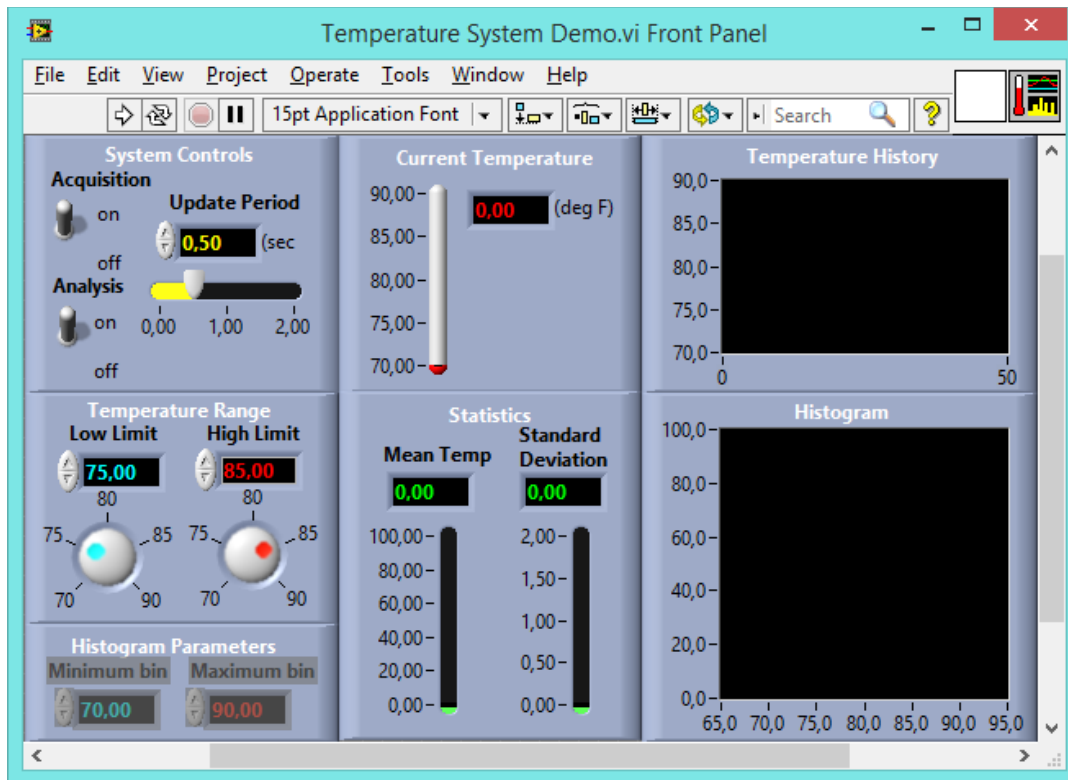 Temperature System Demo.vi Front Panel
File Edit View Project Operate Tools Window Help
15pt Application Font
Search
?
System Controls
Acquisition
on
off
Update Period
0,50 (sec
0,00 1,00 2,00
Analysis
on
off
Current Temperature
90,00
85,00
80,00
75,00
70,00
0,00 (deg F)
Temperature History
90,0
85,0
80,0
75,0
70,0
0 50
Temperature Range
Low Limit
75,00
80
75 85
70 90
High Limit
85,00
80
75 85
70 90
Statistics
Mean Temp
0,00
100,00
80,00
60,00
40,00
20,00
0,00
Standard
Deviation
0,00
2,00
1,50
1,00
0,50
0,00
Histogram
100,0
80,0
60,0
40,0
20,0
0,0
65,0 70,0 75,0 80,0 85,0 90,0 95,0
Histogram Parameters
Minimum bin Maximum bin
70,00 90,00